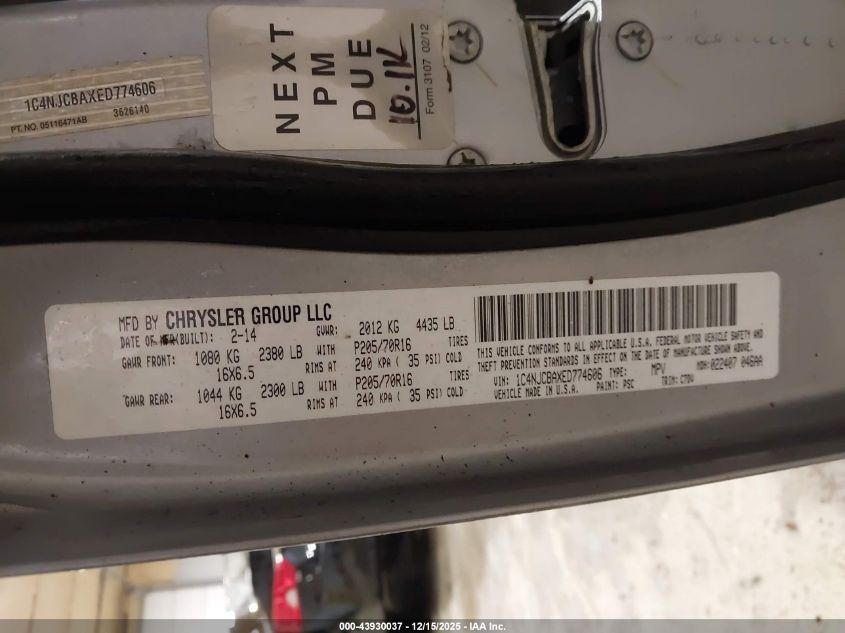 1C4NJCBAXED774606
3626140
PT. NO. 05116471AB
NEXT
PM
DUE
10.1K
Form 3107 02/12
MFD BY CHRYSLER GROUP LLC
DATE OF (BUILT): 2-14 GVWR: 2012 KG 4435 LB
GAWR FRONT: 1080 KG 2380 LB WITH P205/70R16 TIRES
16X6.5 RIMS AT 240 KPA ( 35 PSI) COLD
GAWR REAR: 1044 KG 2300 LB WITH P205/70R16 TIRES
16X6.5 RIMS AT 240 KPA ( 35 PSI) COLD
THIS VEHICLE CONFORMS TO ALL APPLICABLE U.S.A. FEDERAL MOTOR VEHICLE SAFETY AND
THEFT PREVENTION STANDARDS IN EFFECT ON THE DATE OF MANUFACTURE SHOWN ABOVE.
VIN: 1C4NJCBAXED774606 TYPE: MPV MDH: 022407 046AA
VEHICLE MADE IN U.S.A. PAINT: PSC TRIM: C7DV
000-43930037 - 12/15/2025 - IAA Inc.